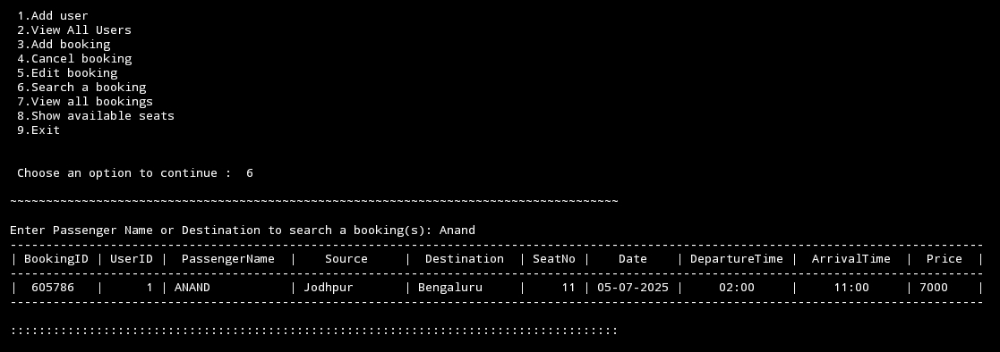 1.Add user
2.View All Users
3.Add booking
4.Cancel booking
5.Edit booking
6.Search a booking
7.View all bookings
8.Show available seats
9.Exit
Choose an option to continue :  6
~~~~~~~~~~~~~~~~~~~~~~~~~~~~~~~~~~~~~~~~~~~~~~~~~~~~~~~~~~~~~~~~~~~~~~~~~~~~~~~~~~~~~
Enter Passenger Name or Destination to search a booking(s): Anand
----------------------------------------------------------------------------------------------------------------------------------------
| BookingID | UserID |  PassengerName  |    Source     |  Destination  | SeatNo |    Date    | DepartureTime |  ArrivalTime  |  Price  |
----------------------------------------------------------------------------------------------------------------------------------------
|  605786   |      1 | ANAND           | Jodhpur       | Bengaluru     |     11 | 05-07-2025 |     02:00     |     11:00     | 7000    |
----------------------------------------------------------------------------------------------------------------------------------------
:::::::::::::::::::::::::::::::::::::::::::::::::::::::::::::::::::::::::::::::::::::